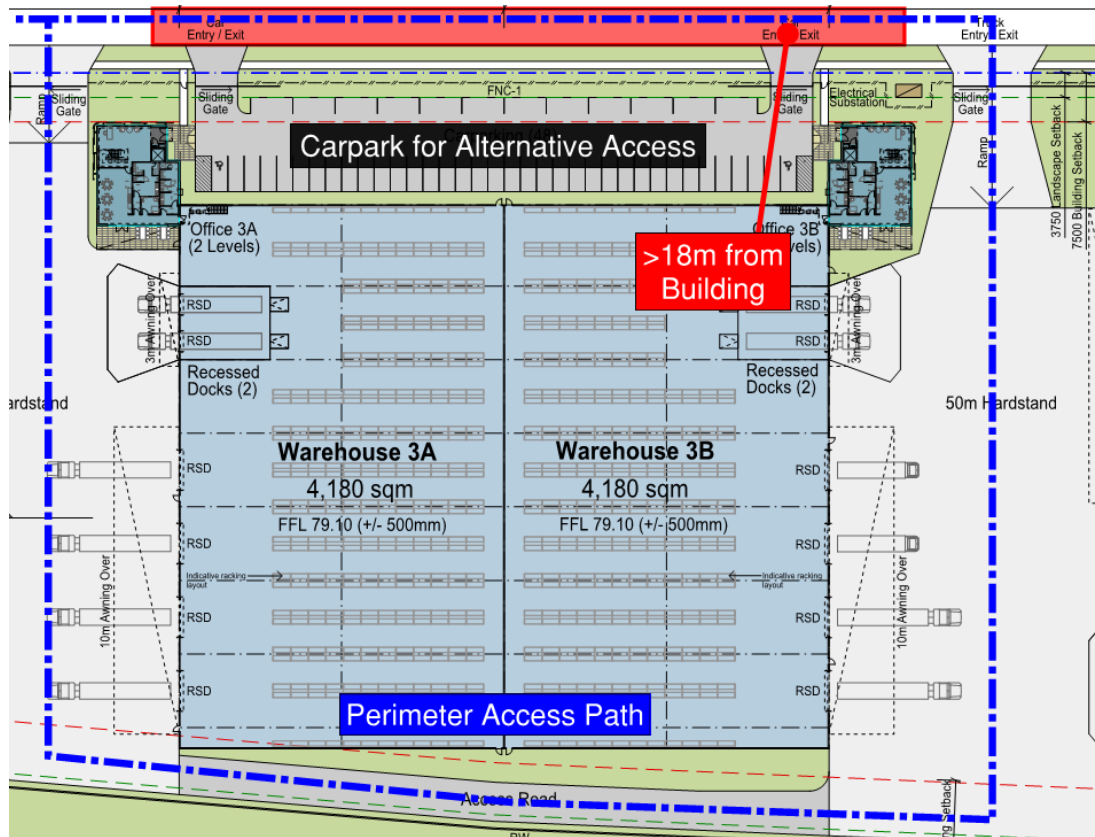 Car
Entry / Exit
Truck
Entry / Exit
Sliding
Gate
Ramp
Sliding
Gate
FNC-1
Sliding
Gate
Electrical
Substation
Sliding
Gate
Ramp
3750 Landscape Setback
7500 Building Setback
Carpark for Alternative Access
Office 3A
(2 Levels)
Office 3B
>18m from
Building
3m Awning Over
RSD
RSD
Recessed
Docks (2)
RSD
RSD
Recessed
Docks (2)
3m Awning Over
ardstand
50m Hardstand
Warehouse 3A
4,180 sqm
FFL 79.10 (+/- 500mm)
Warehouse 3B
4,180 sqm
FFL 79.10 (+/- 500mm)
RSD
RSD
RSD
RSD
RSD
RSD
RSD
RSD
10m Awning Over
10m Awning Over
Indicative racking
layout
Indicative racking
layout
Perimeter Access Path
Access Road
ng Setback